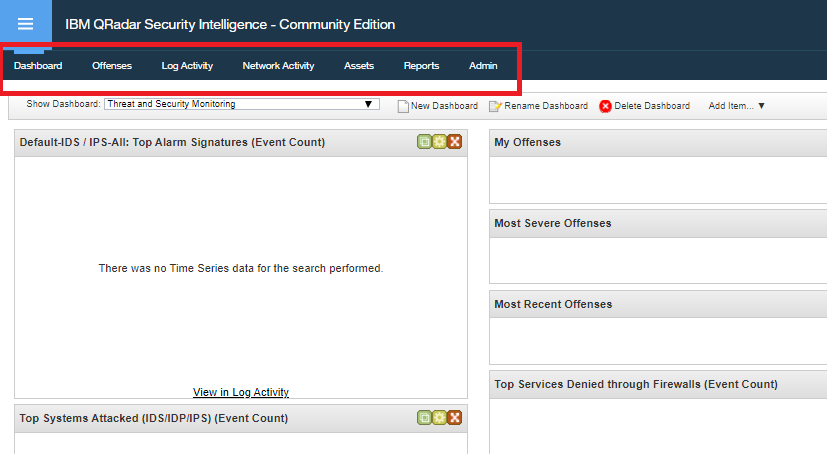 IBM QRadar Security Intelligence - Community Edition
Dashboard Offenses Log Activity Network Activity Assets Reports Admin
Show Dashboard: Threat and Security Monitoring New Dashboard Rename Dashboard Delete Dashboard Add Item...
Default-IDS / IPS-All: Top Alarm Signatures (Event Count)
There was no Time Series data for the search performed.
View in Log Activity
Top Systems Attacked (IDS/IDP/IPS) (Event Count)
My Offenses
Most Severe Offenses
Most Recent Offenses
Top Services Denied through Firewalls (Event Count)